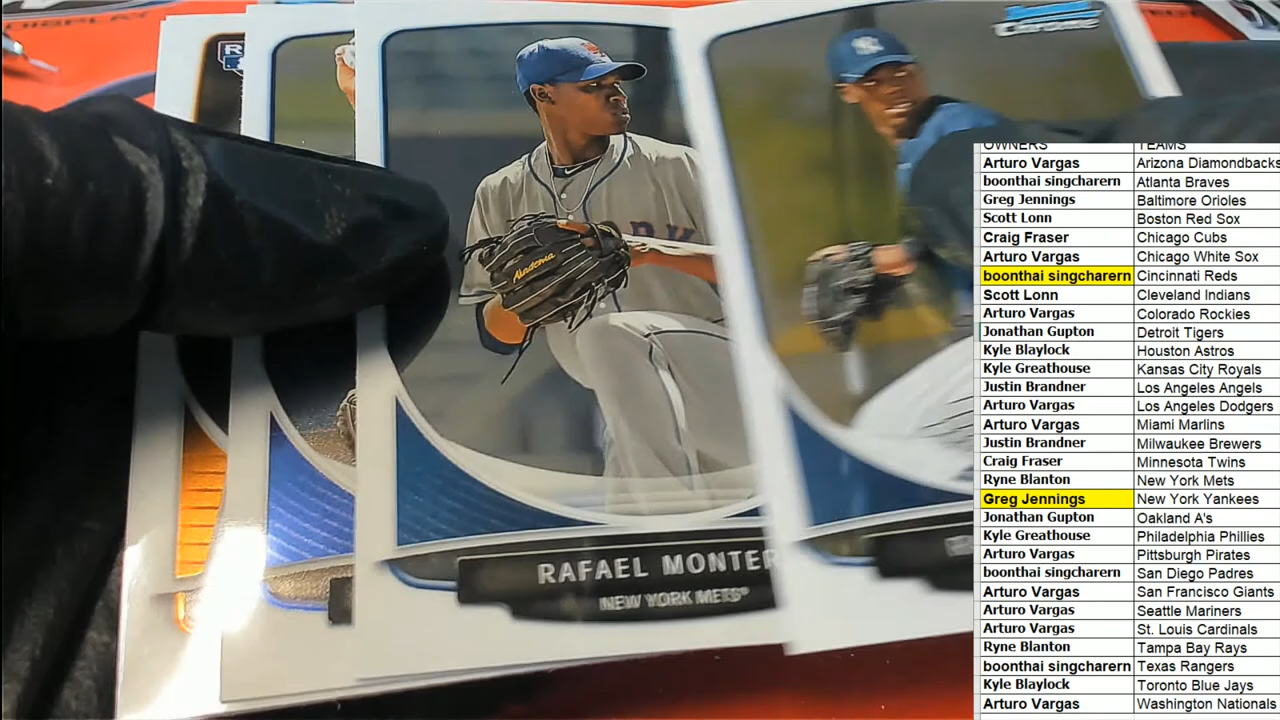 DISPLAY
CHROME
RAFAEL MONTER
NEW YORK METS
OWNERS TEAMS
Arturo Vargas Arizona Diamondbacks
boonthai singcharern Atlanta Braves
Greg Jennings Baltimore Orioles
Scott Lonn Boston Red Sox
Craig Fraser Chicago Cubs
Arturo Vargas Chicago White Sox
boonthai singcharern Cincinnati Reds
Scott Lonn Cleveland Indians
Arturo Vargas Colorado Rockies
Jonathan Gupton Detroit Tigers
Kyle Blaylock Houston Astros
Kyle Greathouse Kansas City Royals
Justin Brandner Los Angeles Angels
Arturo Vargas Los Angeles Dodgers
Arturo Vargas Miami Marlins
Justin Brandner Milwaukee Brewers
Craig Fraser Minnesota Twins
Ryne Blanton New York Mets
Greg Jennings New York Yankees
Jonathan Gupton Oakland A's
Kyle Greathouse Philadelphia Phillies
Arturo Vargas Pittsburgh Pirates
boonthai singcharern San Diego Padres
Arturo Vargas San Francisco Giants
Arturo Vargas Seattle Mariners
Arturo Vargas St. Louis Cardinals
Ryne Blanton Tampa Bay Rays
boonthai singcharern Texas Rangers
Kyle Blaylock Toronto Blue Jays
Arturo Vargas Washington Nationals